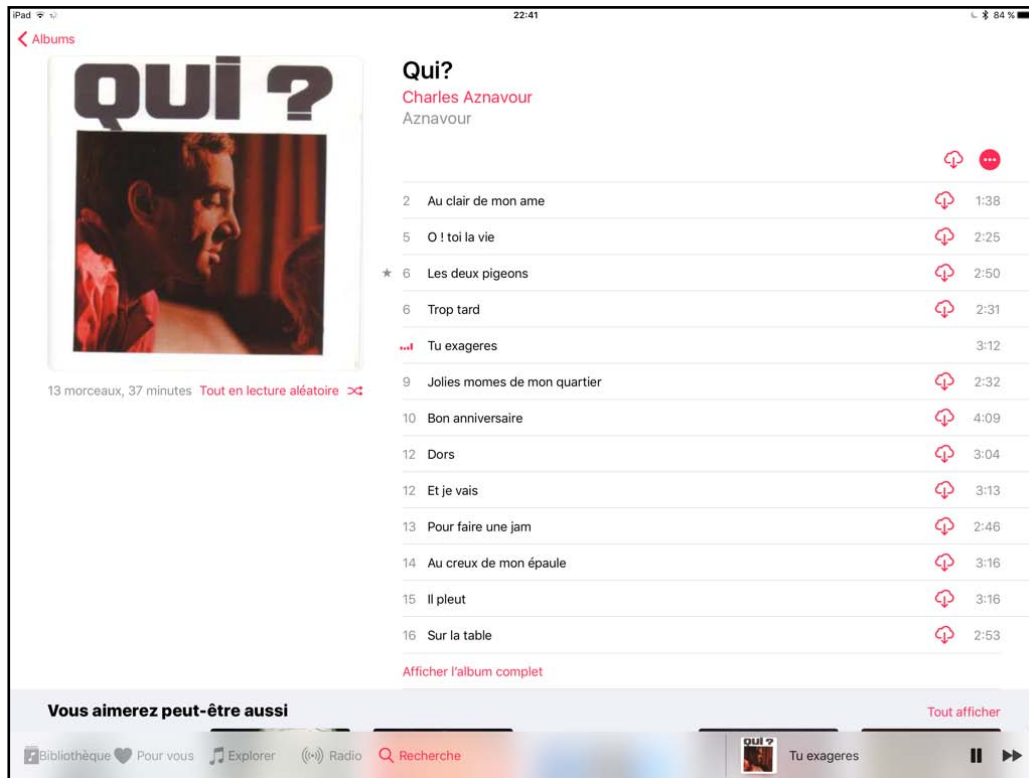 iPad 22:41 84 %
Albums
QUI ?
Qui?
Charles Aznavour
Aznavour
2 Au clair de mon ame 1:38
5 O ! toi la vie 2:25
★ 6 Les deux pigeons 2:50
6 Trop tard 2:31
Tu exageres 3:12
9 Jolies momes de mon quartier 2:32
10 Bon anniversaire 4:09
12 Dors 3:04
12 Et je vais 3:13
13 Pour faire une jam 2:46
14 Au creux de mon épaule 3:16
15 Il pleut 3:16
16 Sur la table 2:53
Afficher l'album complet
13 morceaux, 37 minutes Tout en lecture aléatoire
Vous aimerez peut-être aussi Tout afficher
Bibliothèque Pour vous Explorer Radio Recherche QUI ? Tu exageres